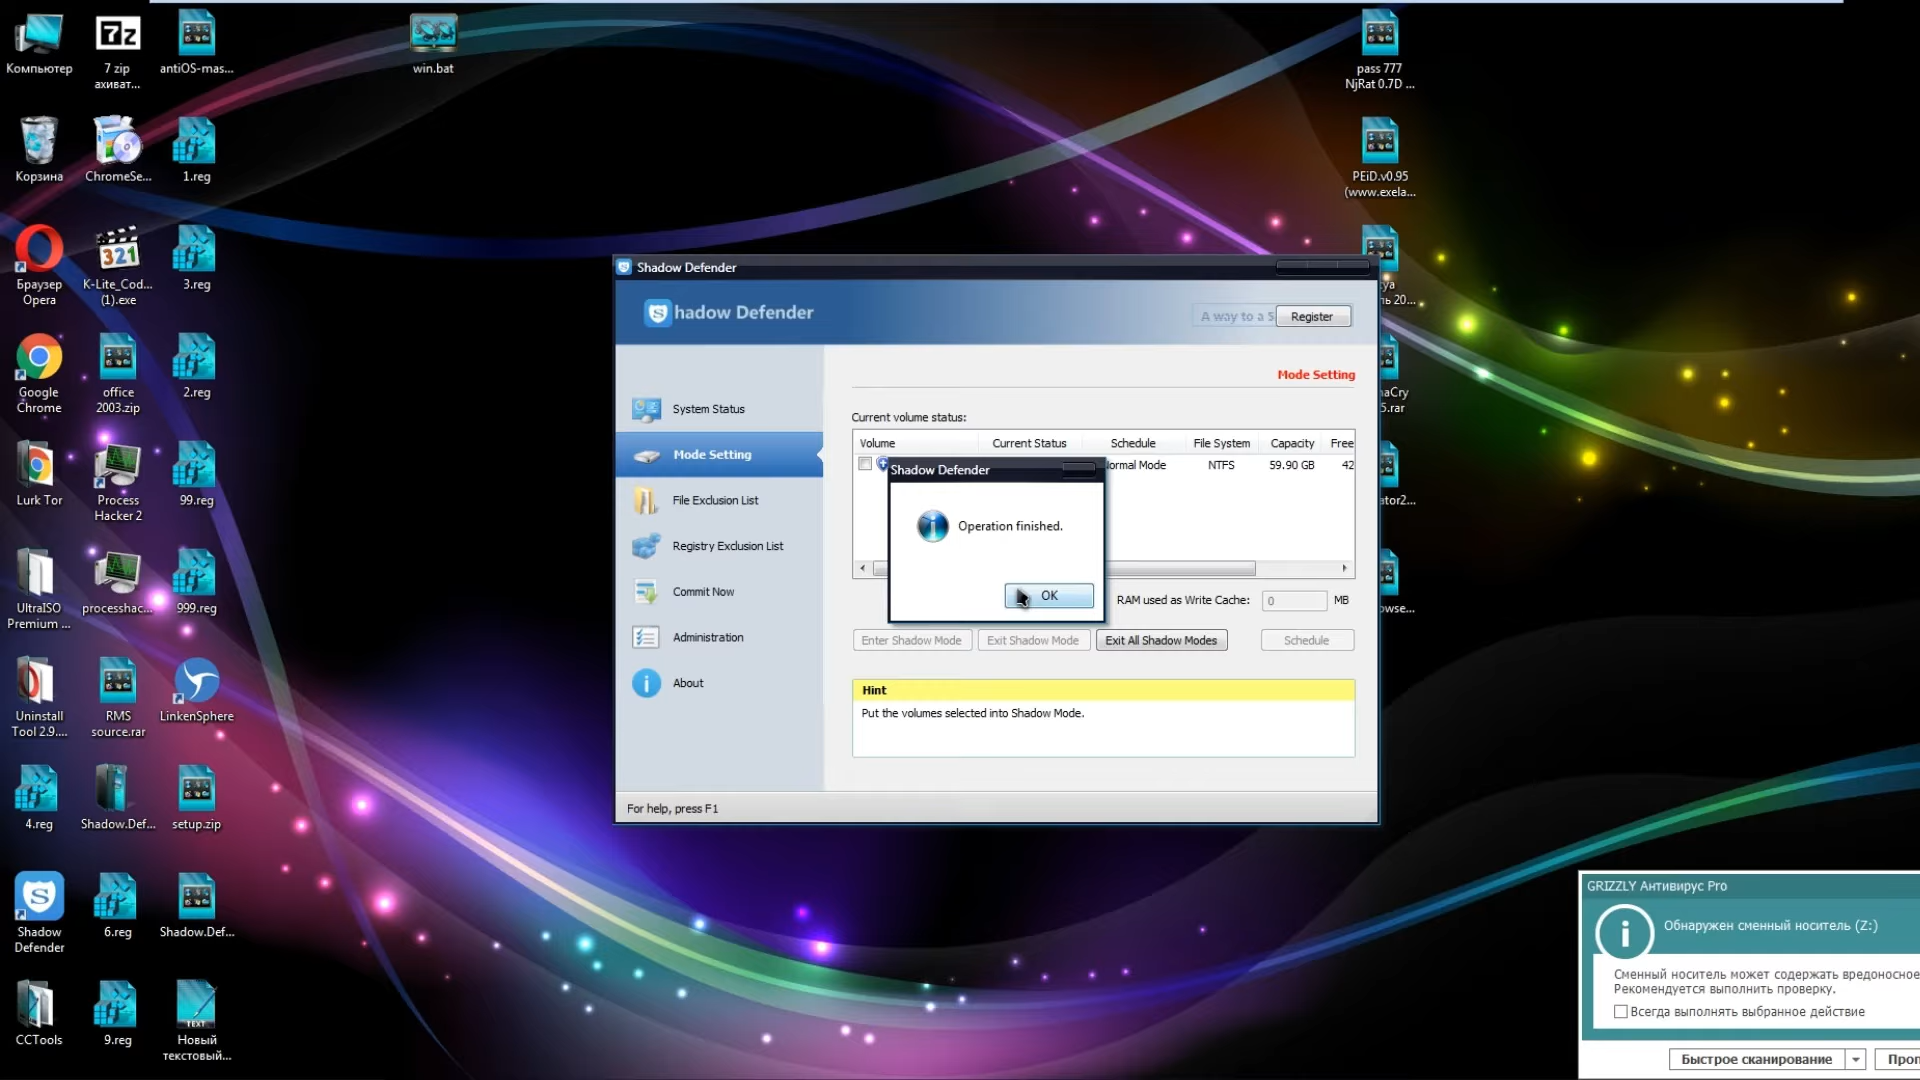 Компьютер
7 zip
ахиват...
antiOS-mas...
win.bat
pass 777
NjRat 0.7D ...
Корзина
ChromeSe...
1.reg
PEiD.v0.95
(www.exela...
Браузер
Opera
K-Lite_Cod...
(1).exe
3.reg
Google
Chrome
office
2003.zip
2.reg
Lurk Tor
Process
Hacker 2
99.reg
UltraISO
Premium ...
processhac...
999.reg
Uninstall
Tool 2.9....
RMS
source.rar
LinkenSphere
4.reg
Shadow.Def...
setup.zip
Shadow
Defender
6.reg
Shadow.Def...
CCTools
9.reg
TEXT
Новый
текстовый...
Shadow Defender
hadow Defender
A way to a S
Register
System Status
Mode Setting
File Exclusion List
Registry Exclusion List
Commit Now
Administration
About
Mode Setting
Current volume status:
Volume
Current Status
Schedule
File System
Capacity
Free
Normal Mode
NTFS
59.90 GB
42
Shadow Defender
Operation finished.
OK
RAM used as Write Cache:
0
MB
Enter Shadow Mode
Exit Shadow Mode
Exit All Shadow Modes
Schedule
Hint
Put the volumes selected into Shadow Mode.
For help, press F1
GRIZZLY Антивирус Pro
Обнаружен сменный носитель (Z:)
Сменный носитель может содержать вредоносное
Рекомендуется выполнить проверку.
Всегда выполнять выбранное действие
Быстрое сканирование